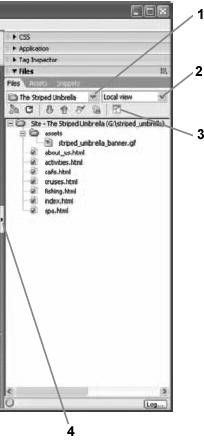 1
CSS
Application
Tag Inspector
Files
Files Assets Snippets
2
The Striped Umbrella Local view
3
Site - The Striped Umbrella (G:\striped_umbrella)...
assets
striped_umbrella_banner.gif
about_us.html
activities.html
cafe.html
cruises.html
fishing.html
index.html
spa.html
Log...
4